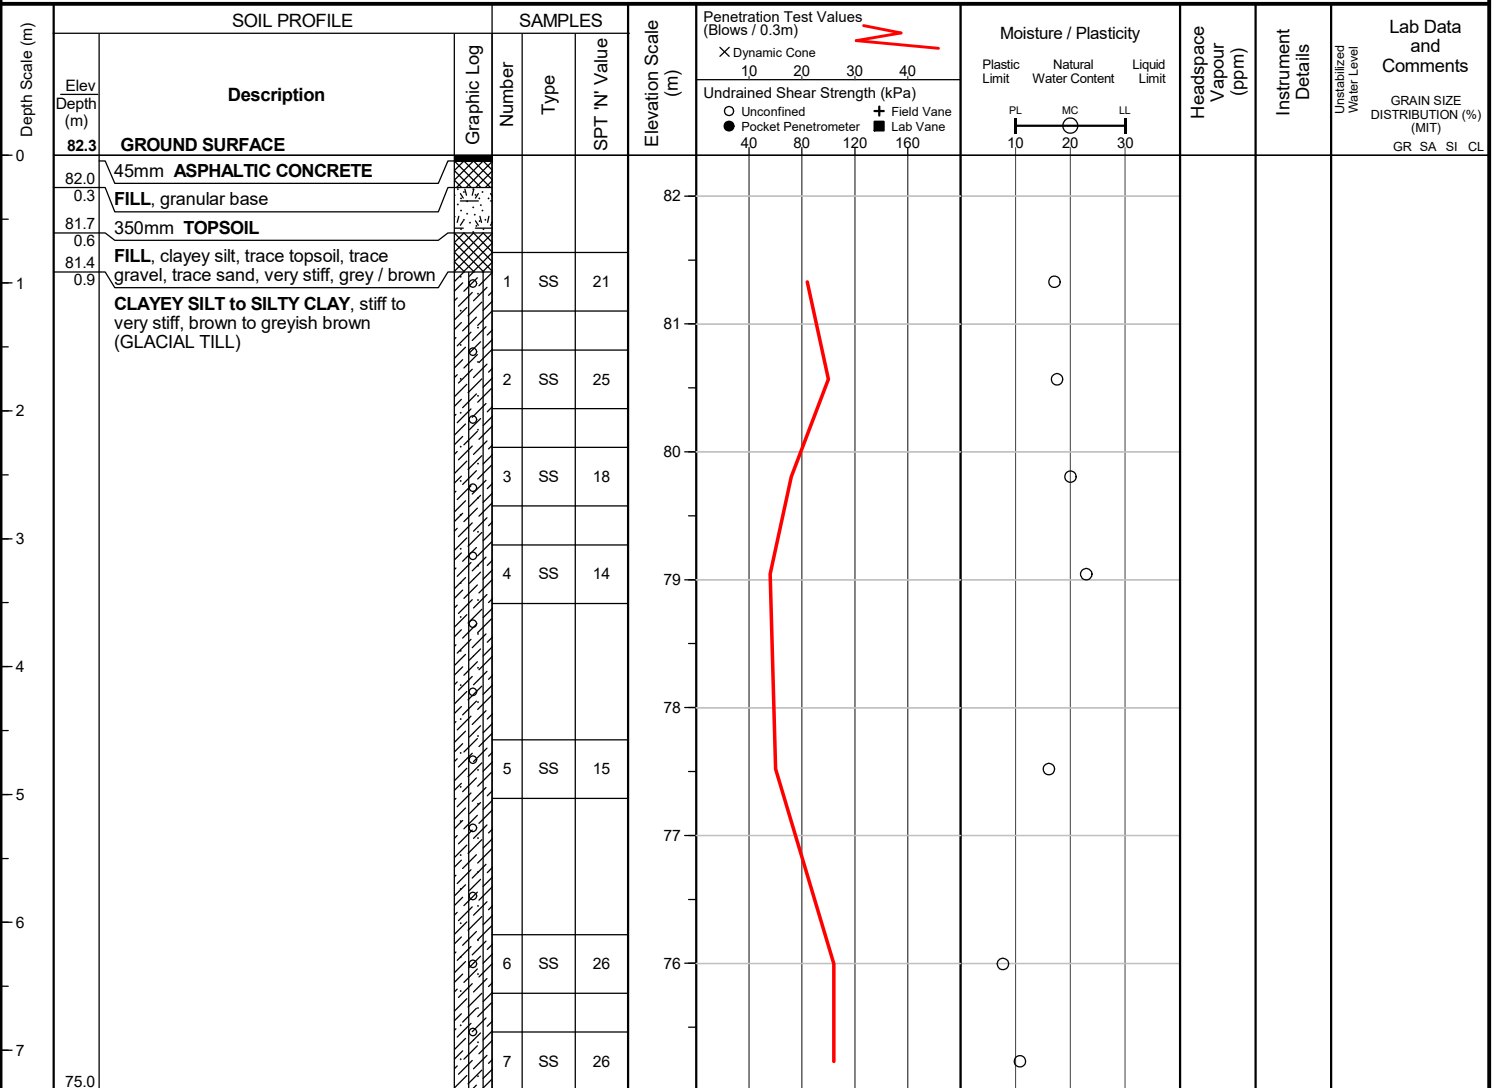 Depth Scale (m)
SOIL PROFILE
Elev
Depth
(m)
Description
82.3 GROUND SURFACE
Graphic Log
SAMPLES
Number
Type
SPT 'N' Value
Elevation Scale
(m)
Penetration Test Values
(Blows / 0.3m)
Dynamic Cone
10 20 30 40
Undrained Shear Strength (kPa)
Unconfined Field Vane
Pocket Penetrometer Lab Vane
40 80 120 160
Moisture / Plasticity
Plastic
Limit
Natural
Water Content
Liquid
Limit
PL MC LL
10 20 30
Headspace
Vapour
(ppm)
Instrument
Details
Unstabilized
Water Level
Lab Data
and
Comments
GRAIN SIZE
DISTRIBUTION (%)
(MIT)
GR SA SI CL
0
45mm ASPHALTIC CONCRETE
82.0
0.3
FILL, granular base
81.7
0.6
350mm TOPSOIL
81.4
0.9
FILL, clayey silt, trace topsoil, trace
gravel, trace sand, very stiff, grey / brown
CLAYEY SILT to SILTY CLAY, stiff to
very stiff, brown to greyish brown
(GLACIAL TILL)
1
2
3
4
5
6
7
75.0
1 SS 21
2 SS 25
3 SS 18
4 SS 14
5 SS 15
6 SS 26
7 SS 26
82
81
80
79
78
77
76